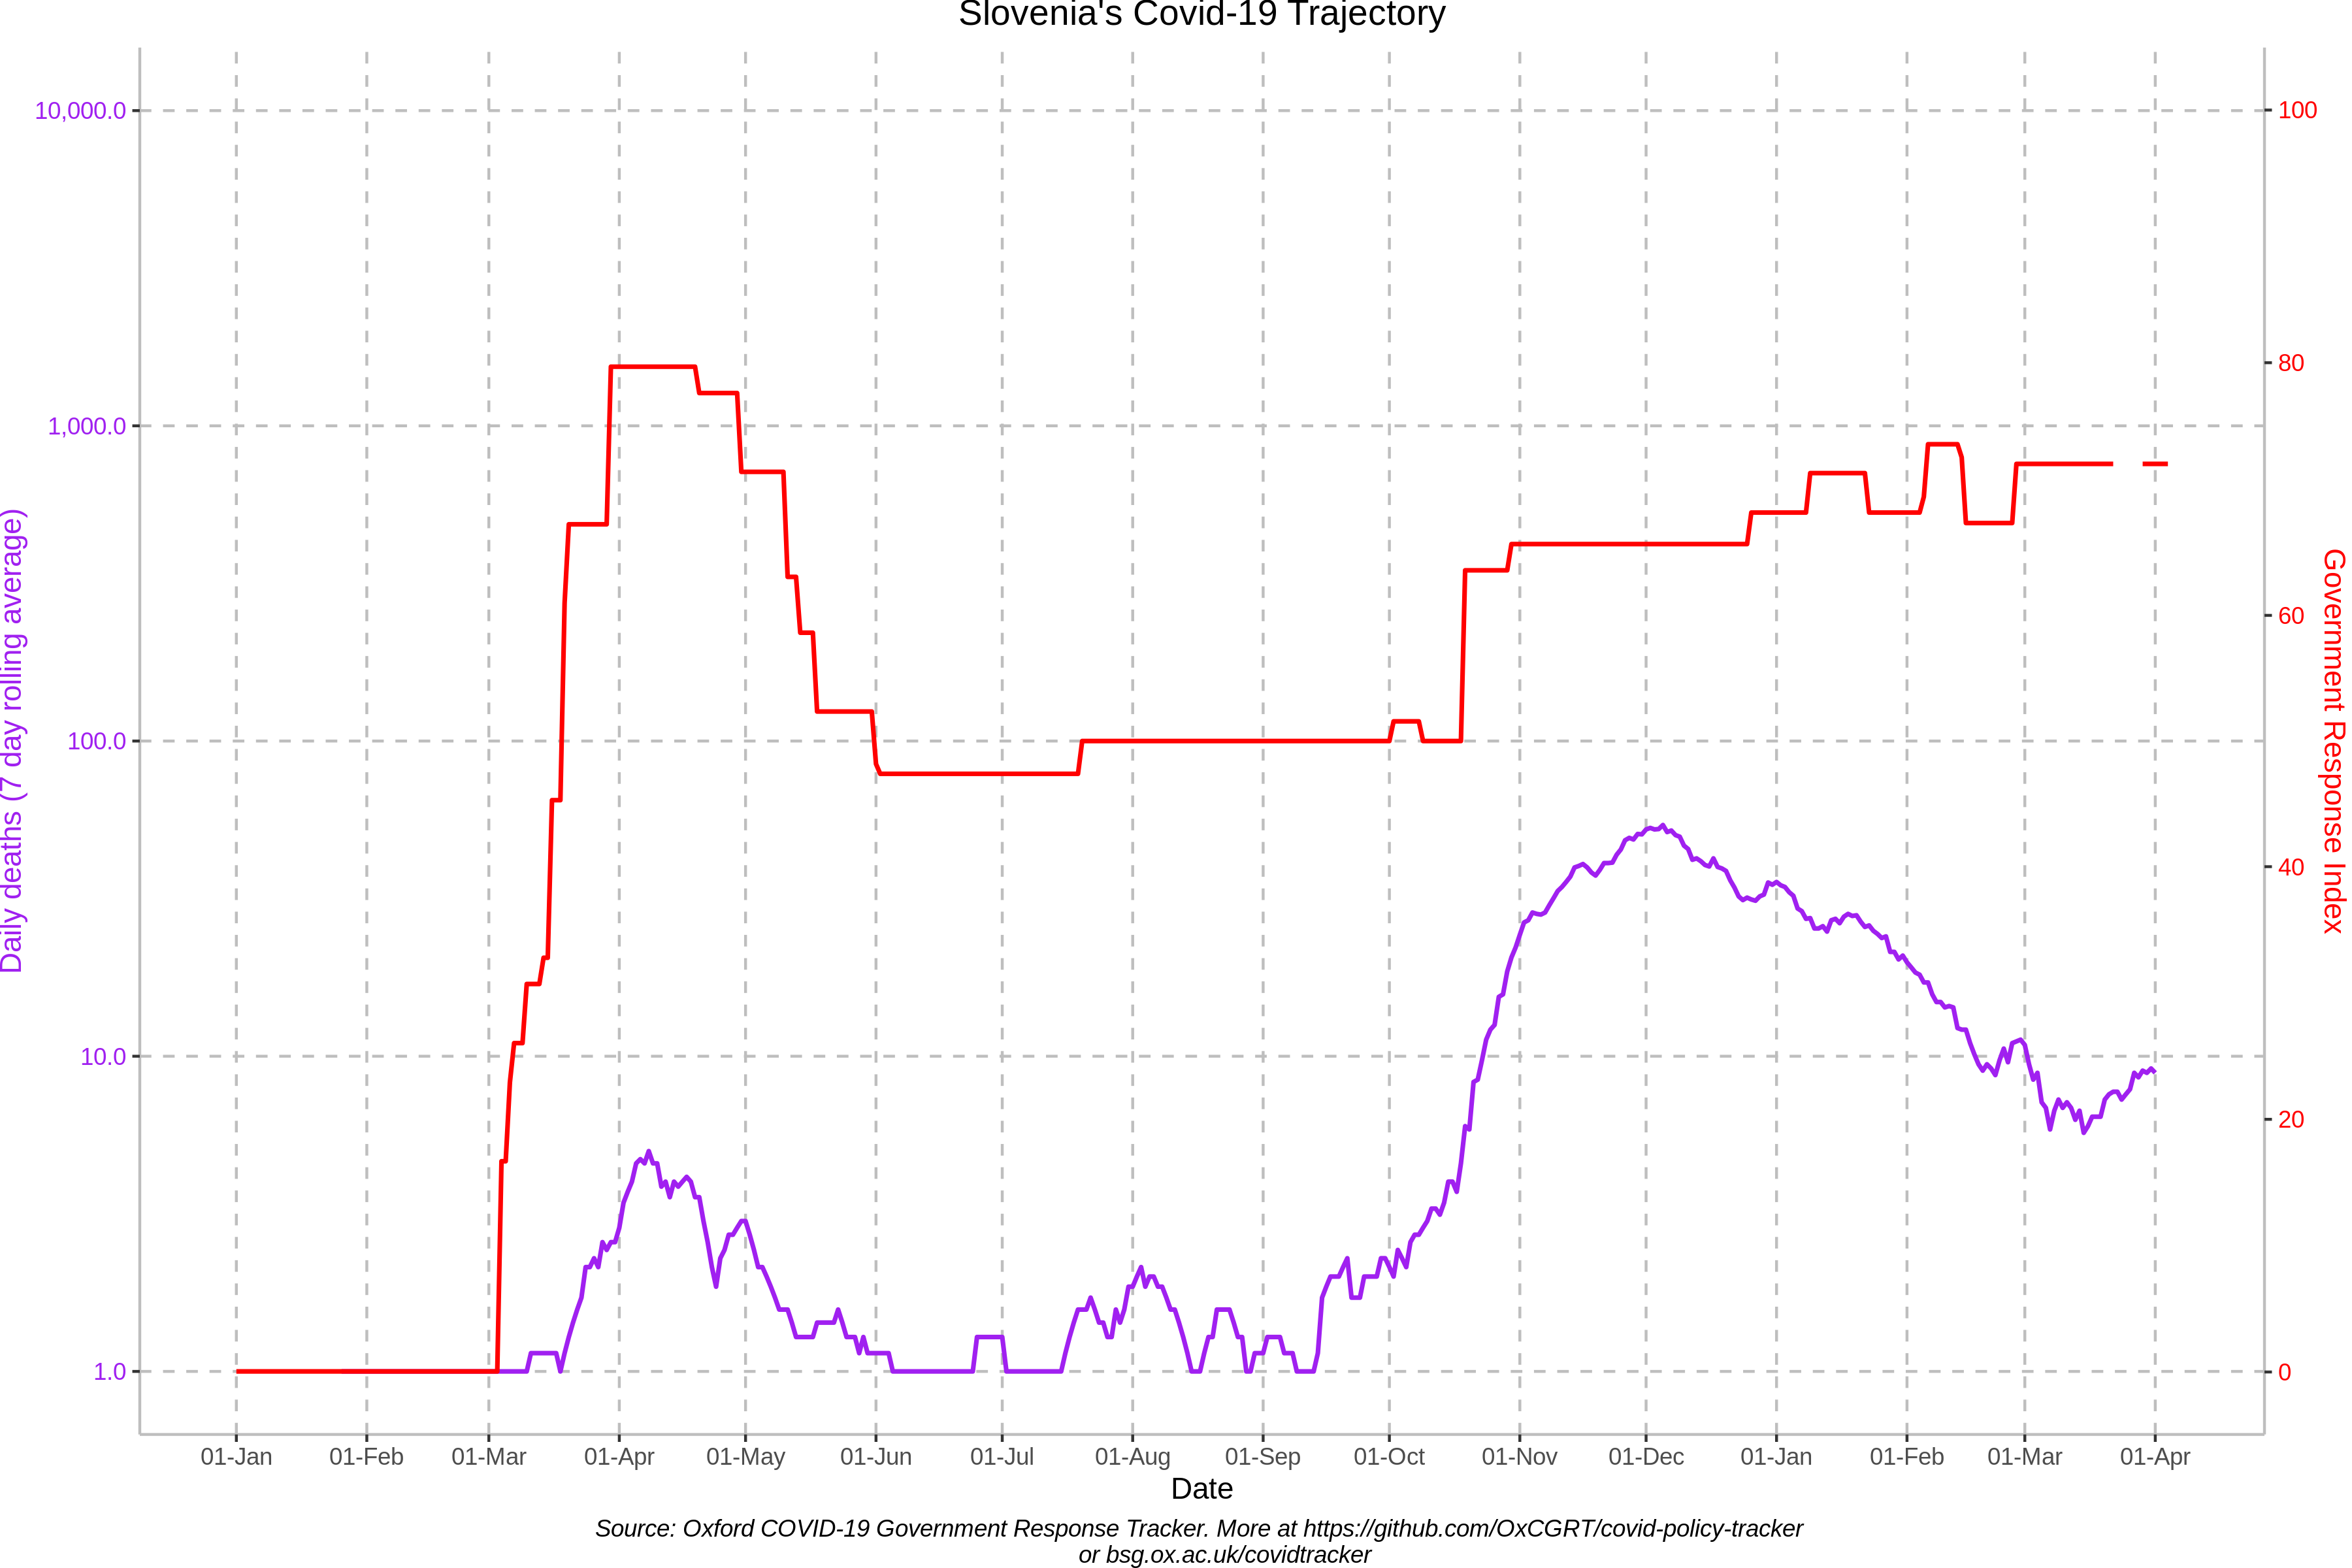 Slovenia's Covid-19 Trajectory
10,000.0
1,000.0
100.0
10.0
1.0
Daily deaths (7 day rolling average)
100
80
60
40
20
0
Government Response Index
01-Jan 01-Feb 01-Mar 01-Apr 01-May 01-Jun 01-Jul 01-Aug 01-Sep 01-Oct 01-Nov 01-Dec 01-Jan 01-Feb 01-Mar 01-Apr
Date
Source: Oxford COVID-19 Government Response Tracker. More at https://github.com/OxCGRT/covid-policy-tracker
or bsg.ox.ac.uk/covidtracker